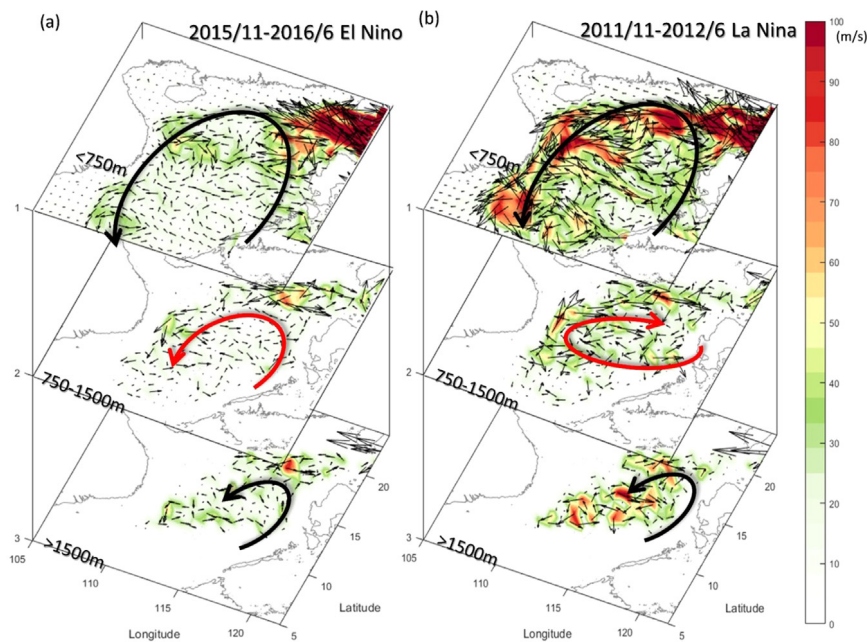 (a)
2015/11-2016/6 El Nino
(b)
2011/11-2012/6 La Nina
(m/s)
100
90
80
70
60
50
40
30
20
10
0
<750m
1
750-1500m
2
>1500m
3
105
110
115
120
Longitude
5
10
15
20
Latitude
<750m
1
750-1500m
2
>1500m
3
105
110
115
120
Longitude
5
10
15
20
Latitude